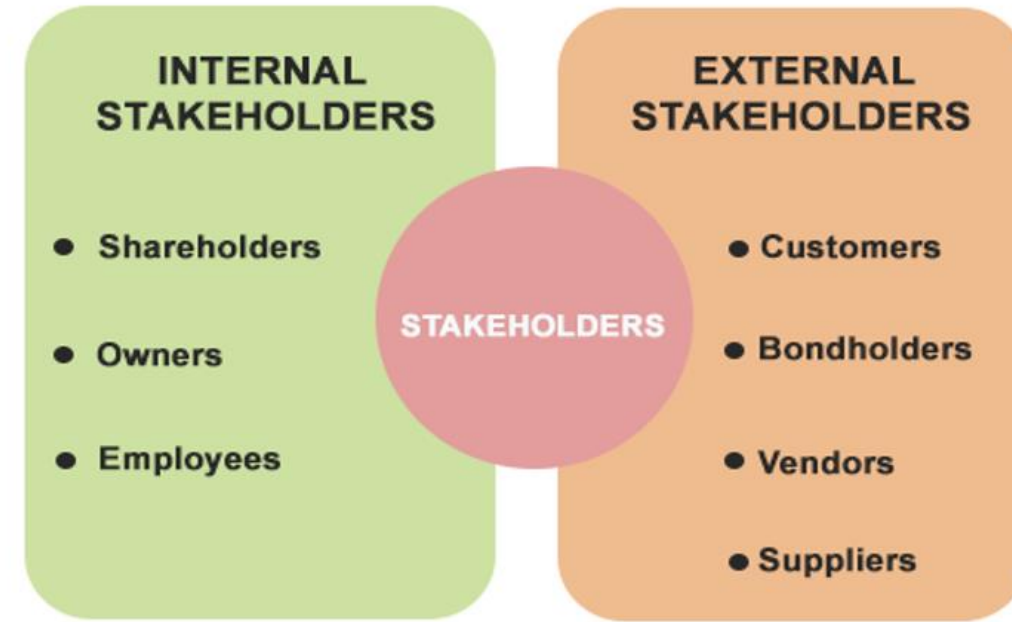 INTERNAL
STAKEHOLDERS
● Shareholders
● Owners
● Employees
STAKEHOLDERS
EXTERNAL
STAKEHOLDERS
● Customers
● Bondholders
● Vendors
● Suppliers